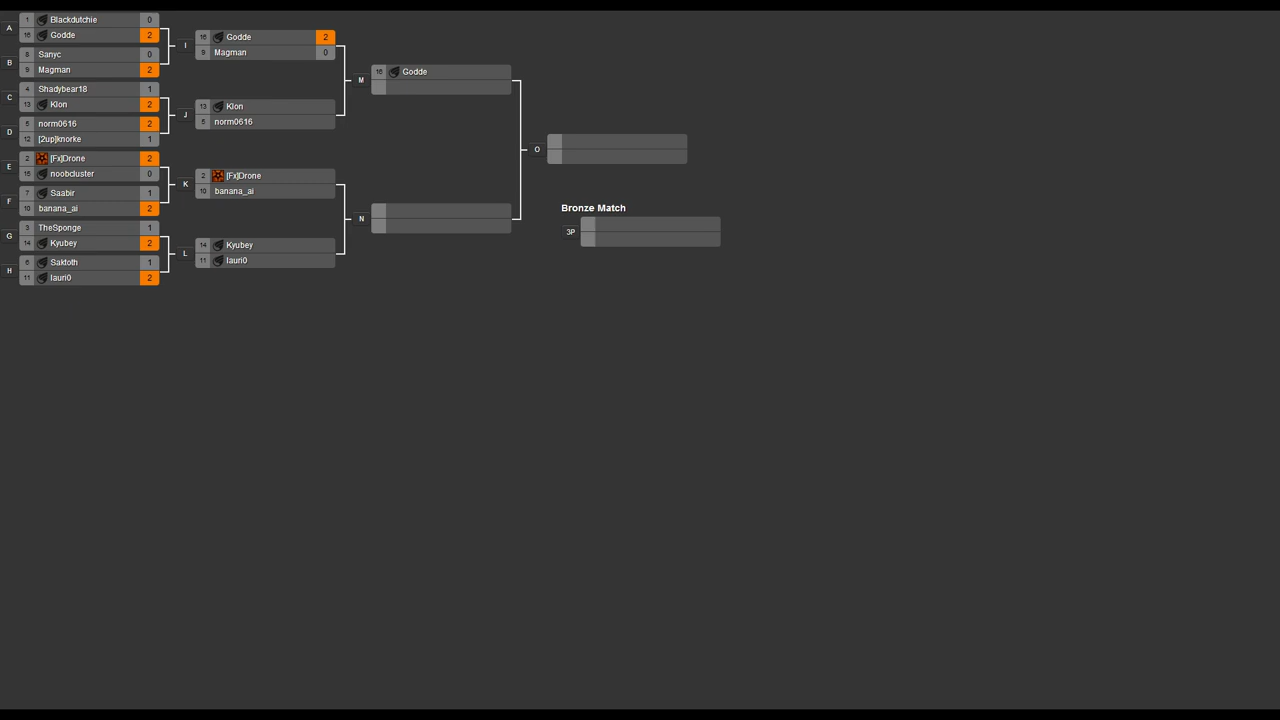 A
1 Blackdutchie 0
16 Godde 2
B
8 Sanyc 0
9 Magman 2
C
4 Shadybear18 1
13 Klon 2
D
5 norm0616 2
12 [2up]knorke 1
E
2 [Fx]Drone 2
15 noobcluster 0
F
7 Saabir 1
10 banana_ai 2
G
3 TheSponge 1
14 Kyubey 2
H
6 Saktoth 1
11 lauri0 2
I
16 Godde 2
9 Magman 0
J
13 Klon
5 norm0616
K
2 [Fx]Drone
10 banana_ai
L
14 Kyubey
11 lauri0
M
16 Godde
N
O
Bronze Match
3P